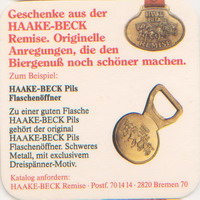 Geschenke aus der
HAAKE-BECK
Remise. Originelle
Anregungen, die den
Biergenuß noch schöner machen.
Zum Beispiel:
HAAKE-BECK Pils
Flaschenöffner
Zu einer guten Flasche
HAAKE-BECK Pils
gehört der original
HAAKE-BECK Pils
Flaschenöffner. Schweres
Metall, mit exclusivem
Dreispänner-Motiv.
Katalog anfordern:
HAAKE-BECK Remise · Postf. 70 14 14 · 2820 Bremen 70
REMISE